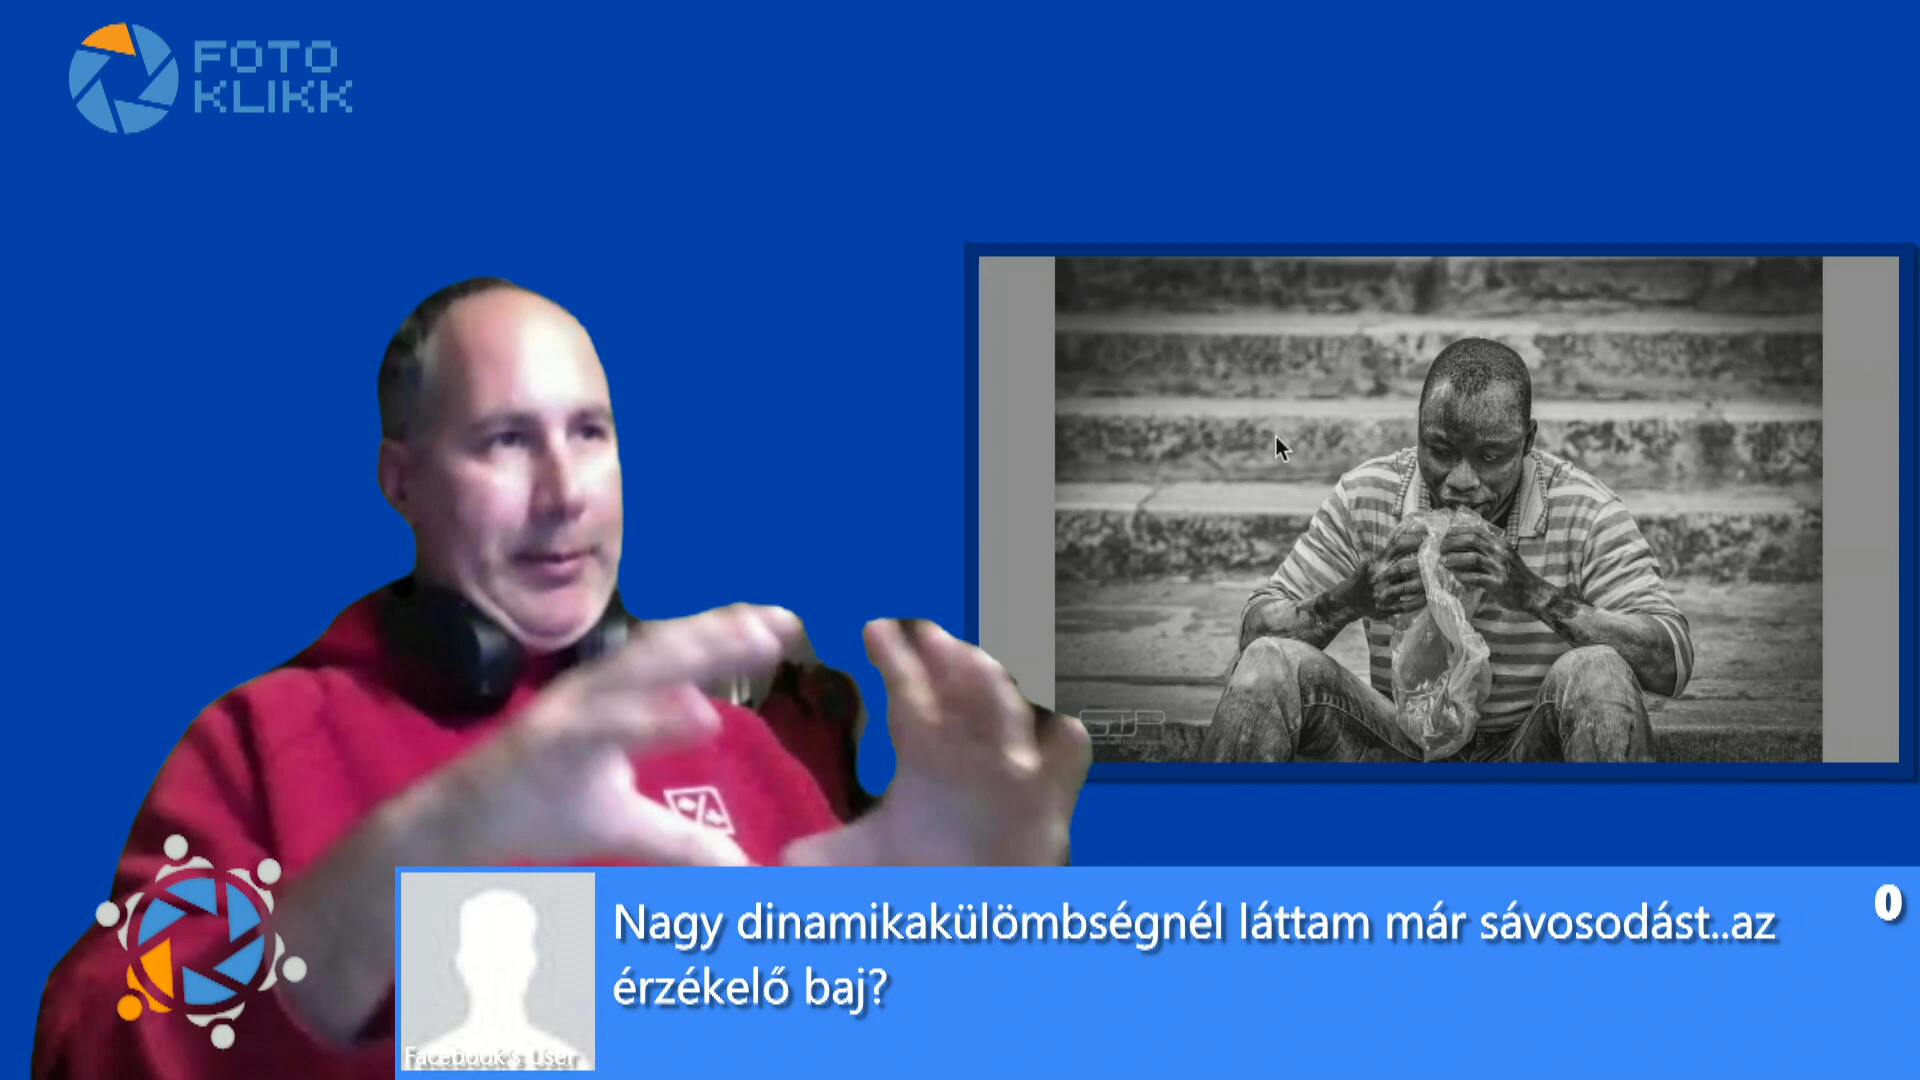 FOTO
KLIKK
Nagy dinamikakülömbségnél láttam már sávosodást..az
érzékelő baj?
0
Facebook's User